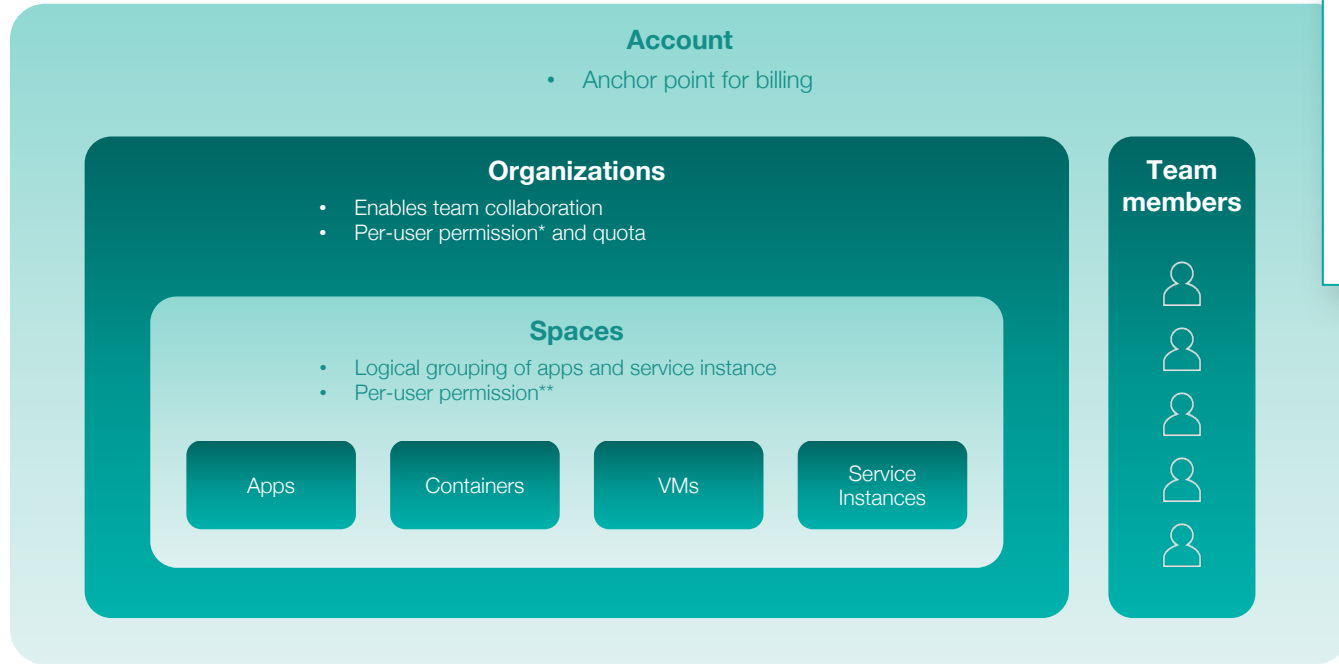 Account
• Anchor point for billing
Organizations
• Enables team collaboration
• Per-user permission* and quota
Spaces
• Logical grouping of apps and service instance
• Per-user permission**
Apps
Containers
VMs
Service
Instances
Team
members